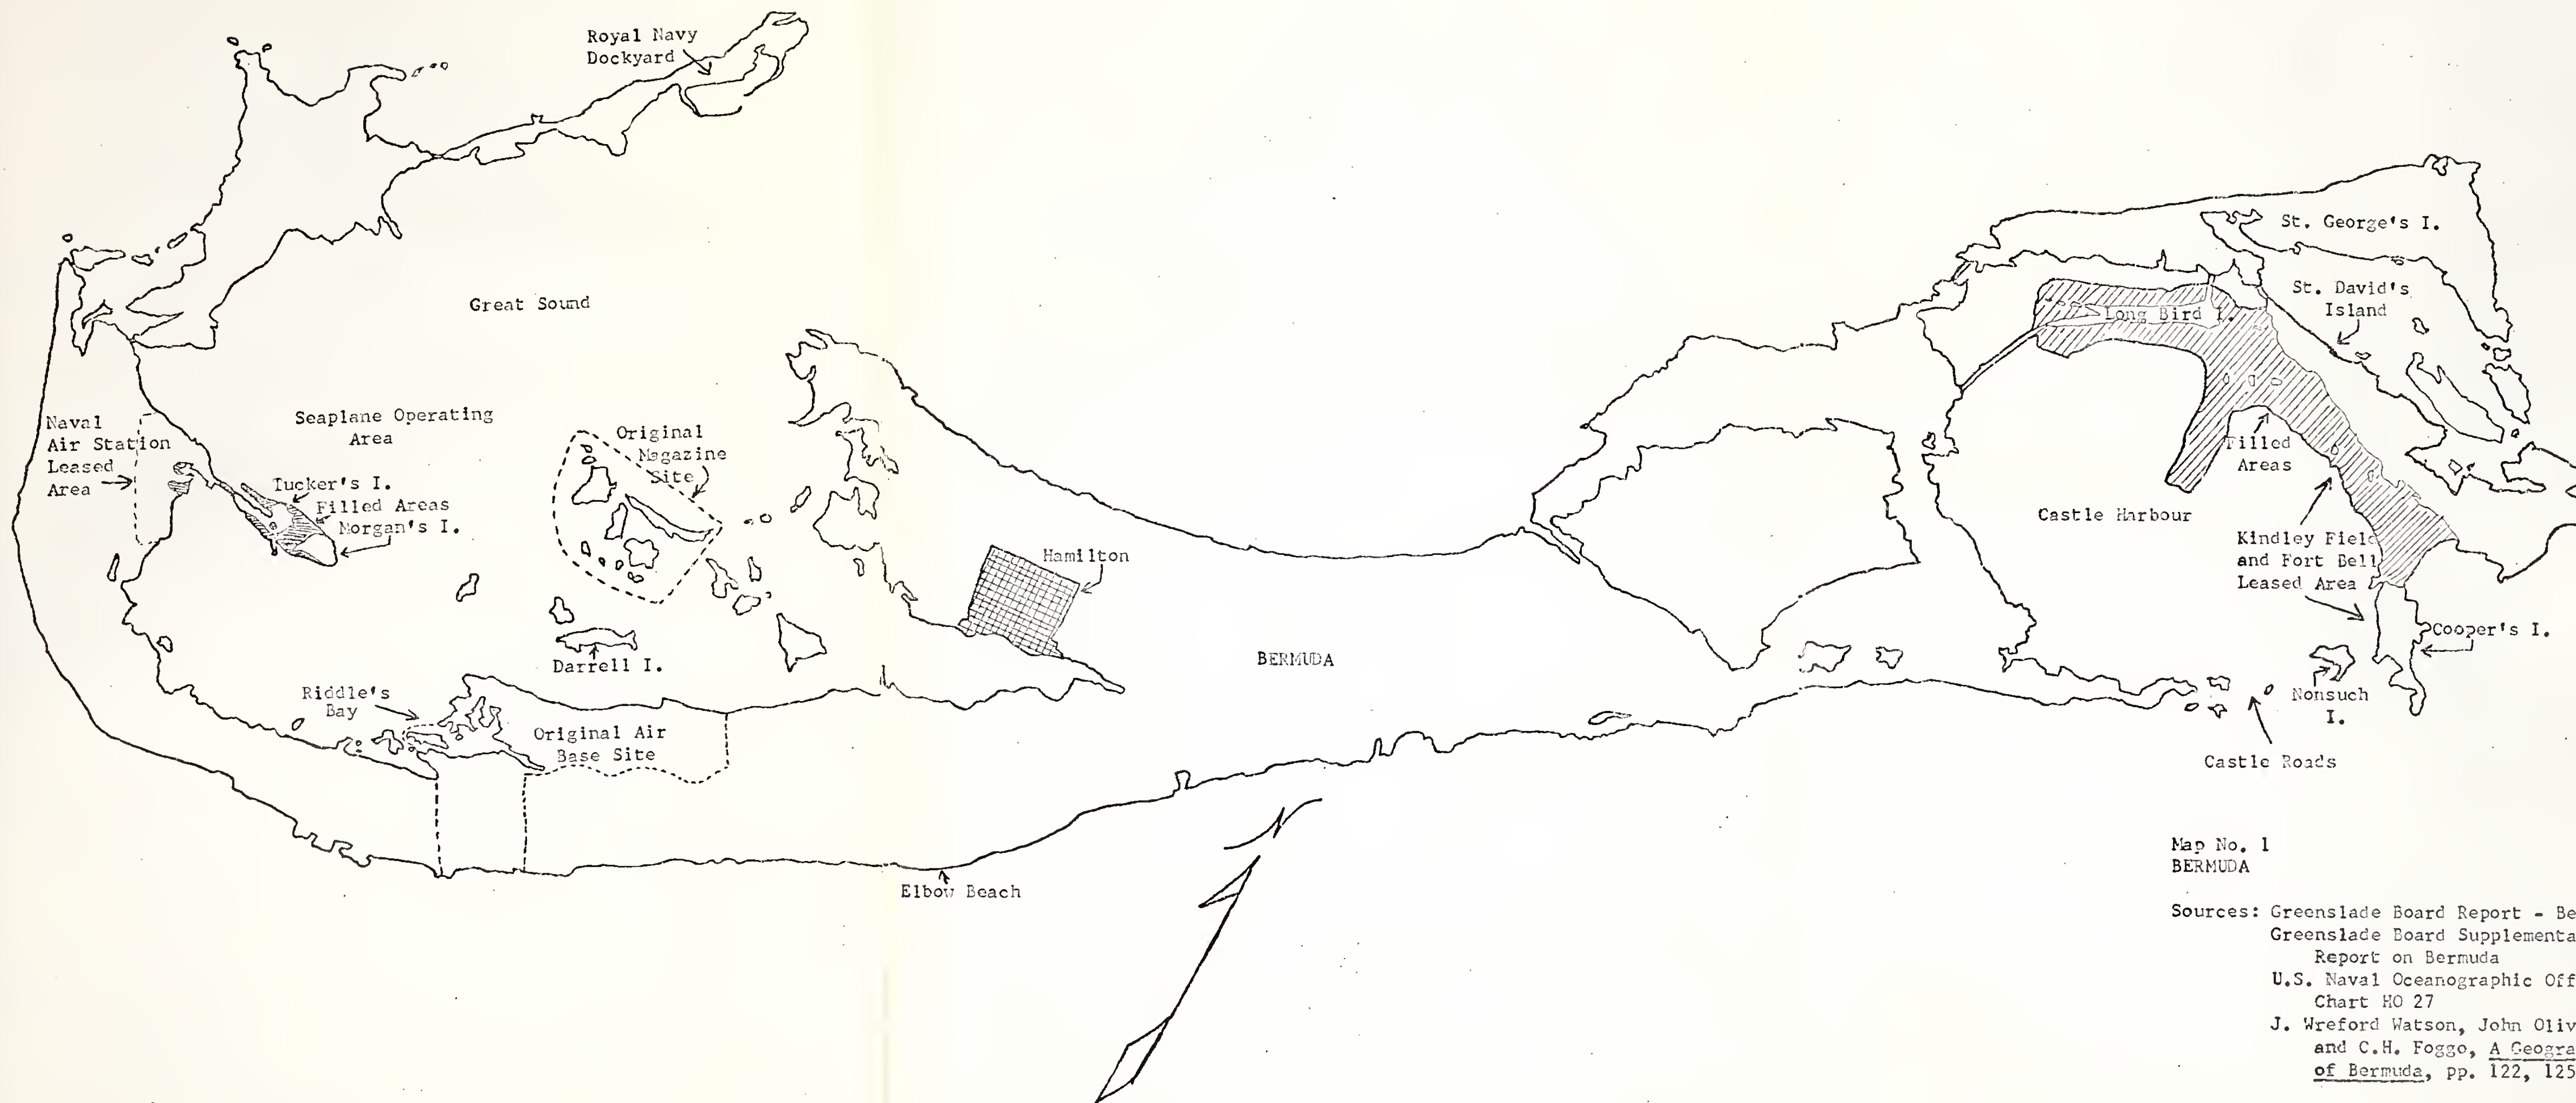 Royal Navy
Dockyard
St. George's I.
St. David's
Island
Great Sound
Long Bird I.
Naval
Air Station
Leased
Area
Seaplane Operating
Area
Original
Magazine
Site
Tucker's I.
Filled Areas
Morgan's I.
Filled
Areas
Castle Harbour
Kindley Field
and Fort Bell
Leased Area
Hamilton
Cooper's I.
BERMUDA
Darrell I.
Riddle's
Bay
Nonsuch
I.
Original Air
Base Site
Castle Roads
Elbow Beach
N
Map No. 1
BERMUDA
Sources: Greenslade Board Report - Be
Greenslade Board Supplementa
Report on Bermuda
U.S. Naval Oceanographic Off
Chart HO 27
J. Wreford Watson, John Oliv
and C.H. Foggo, A Geogra
of Bermuda, pp. 122, 125